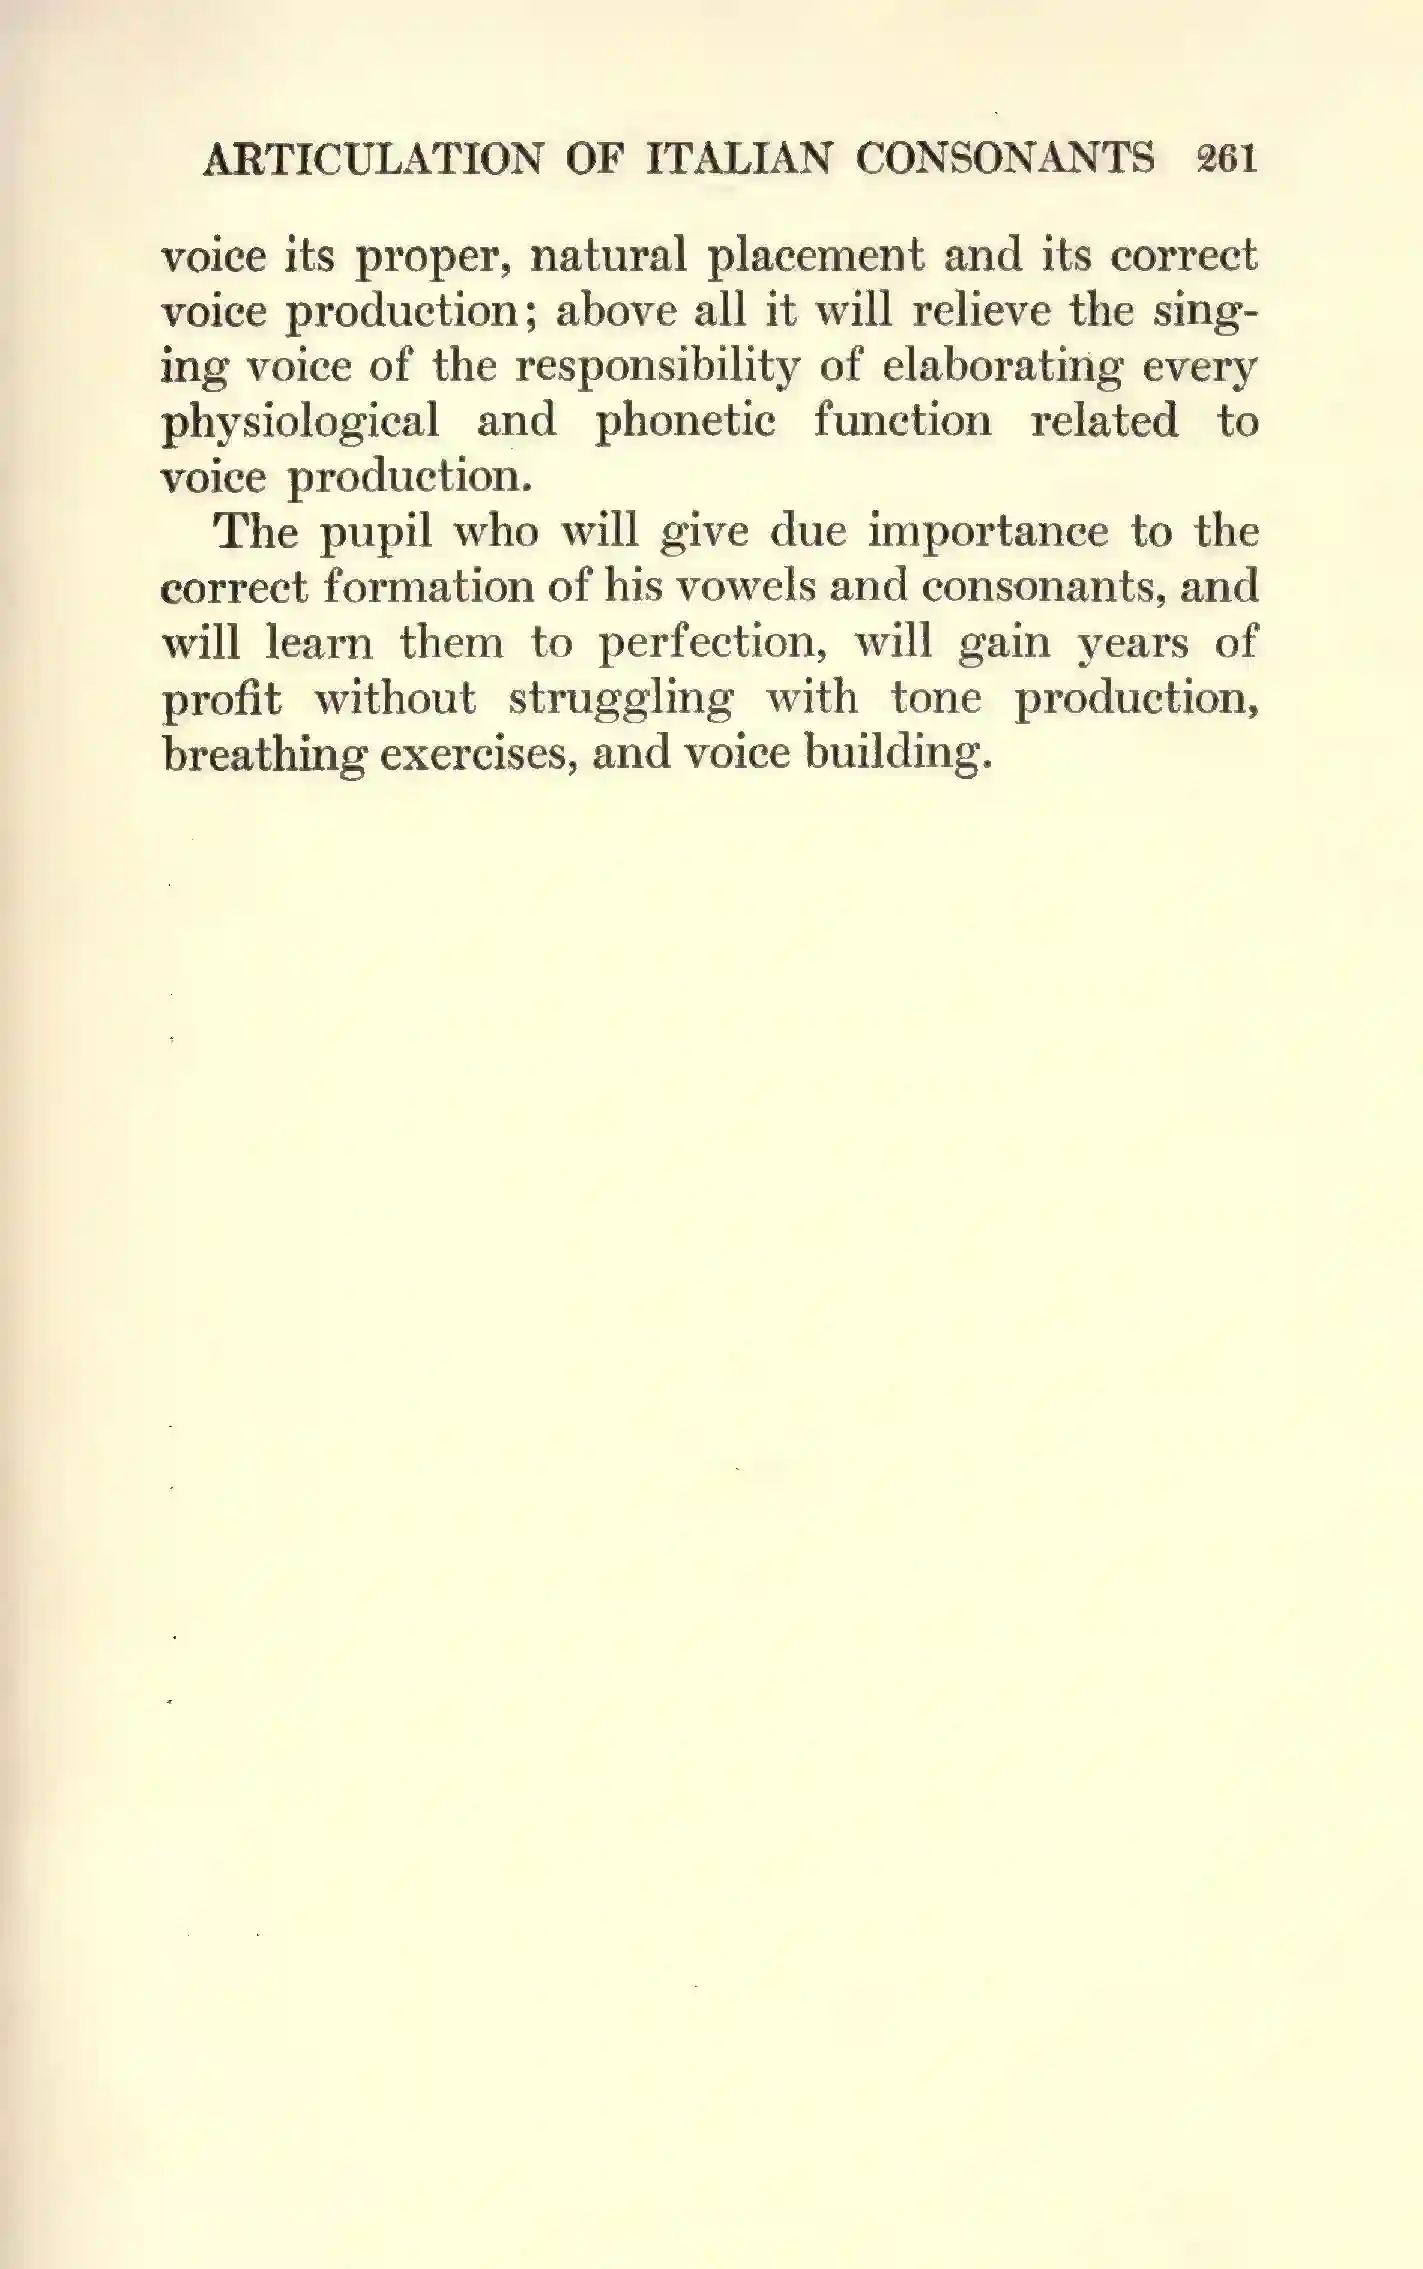 ARTICULATION OF ITALIAN CONSONANTS 261
voice its proper, natural placement and its correct
voice production; above all it will relieve the sing-
ing voice of the responsibility of elaborating every
physiological and phonetic function related to
voice production.
The pupil who will give due importance to the
correct formation of his vowels and consonants, and
will learn them to perfection, will gain years of
profit without struggling with tone production,
breathing exercises, and voice building.